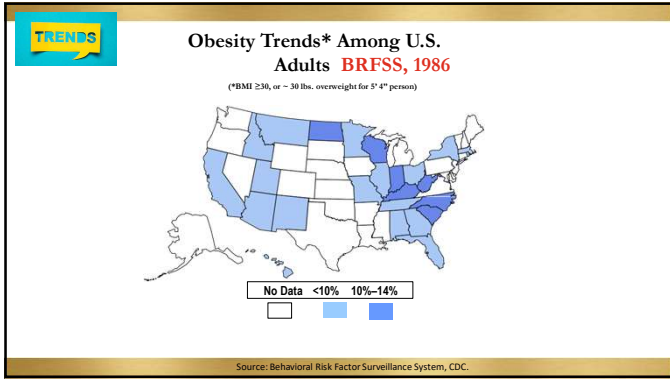 TRENDS
Obesity Trends* Among U.S.
Adults BRFSS, 1986
(*BMI ≥30, or ~ 30 lbs. overweight for 5' 4" person)
No Data <10% 10%–14%
Source: Behavioral Risk Factor Surveillance System, CDC.